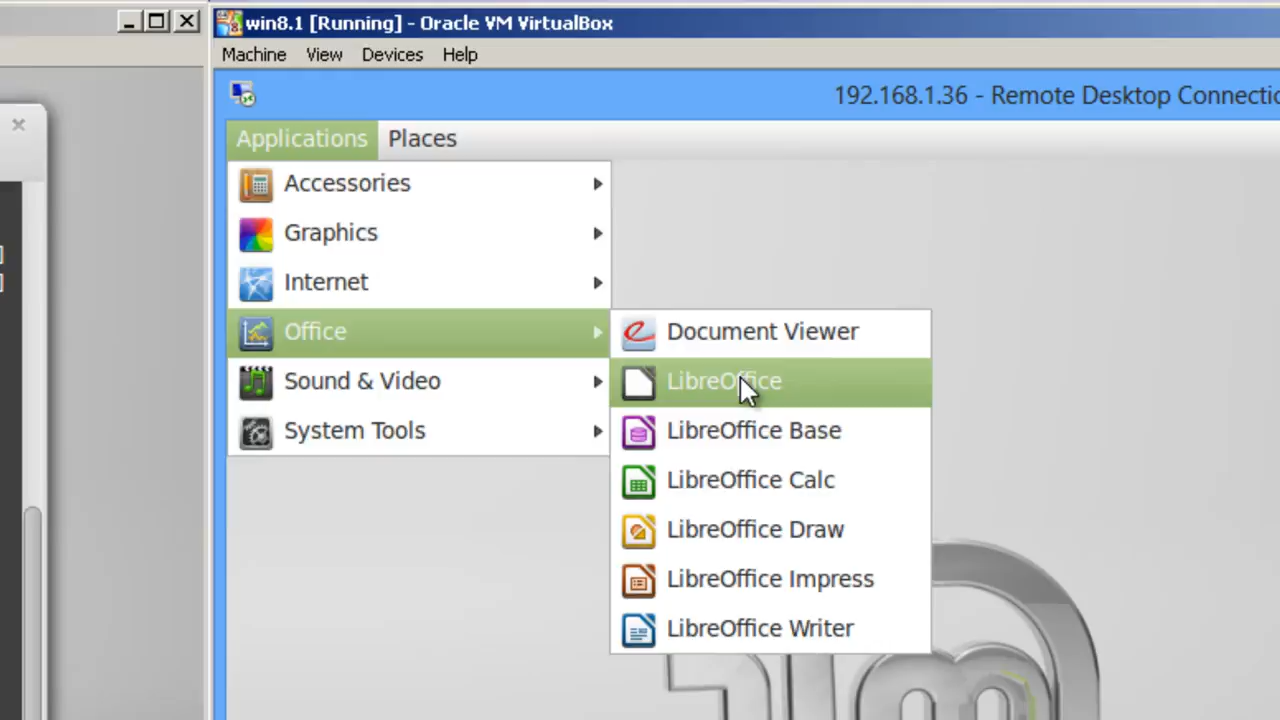 win8.1 [Running] - Oracle VM VirtualBox
Machine View Devices Help
192.168.1.36 - Remote Desktop
Applications Places
Accessories
Graphics
Internet
Office
Sound & Video
System Tools
Document Viewer
LibreOffice
LibreOffice Base
LibreOffice Calc
LibreOffice Draw
LibreOffice Impress
LibreOffice Writer